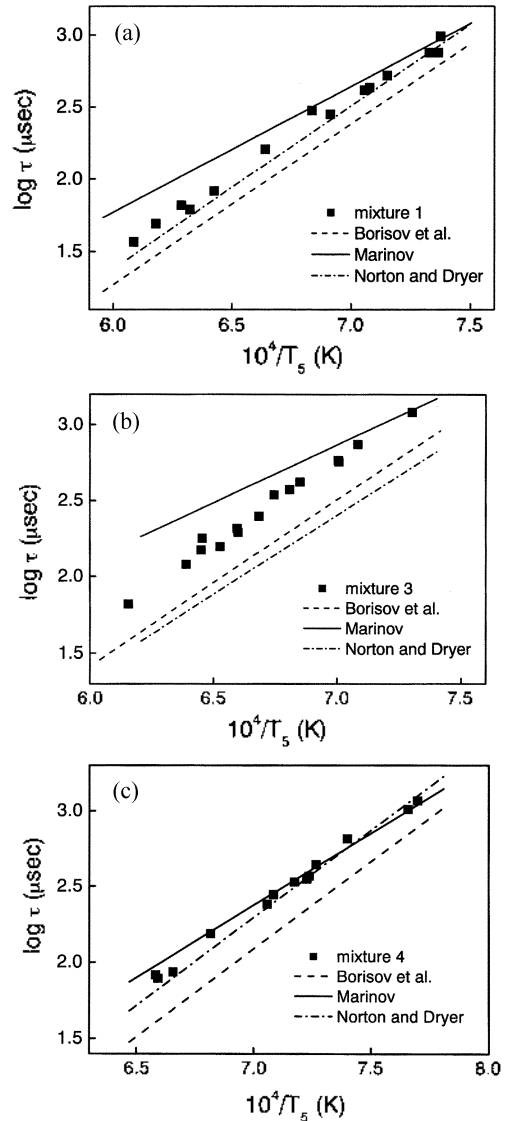 (a)
3.0
2.5
2.0
1.5
log τ (μsec)
mixture 1
Borisov et al.
Marinov
Norton and Dryer
6.0 6.5 7.0 7.5
10⁴/T₅ (K)
(b)
3.0
2.5
2.0
1.5
log τ (μsec)
mixture 3
Borisov et al.
Marinov
Norton and Dryer
6.0 6.5 7.0 7.5
10⁴/T₅ (K)
(c)
3.0
2.5
2.0
1.5
log τ (μsec)
mixture 4
Borisov et al.
Marinov
Norton and Dryer
6.5 7.0 7.5 8.0
10⁴/T₅ (K)